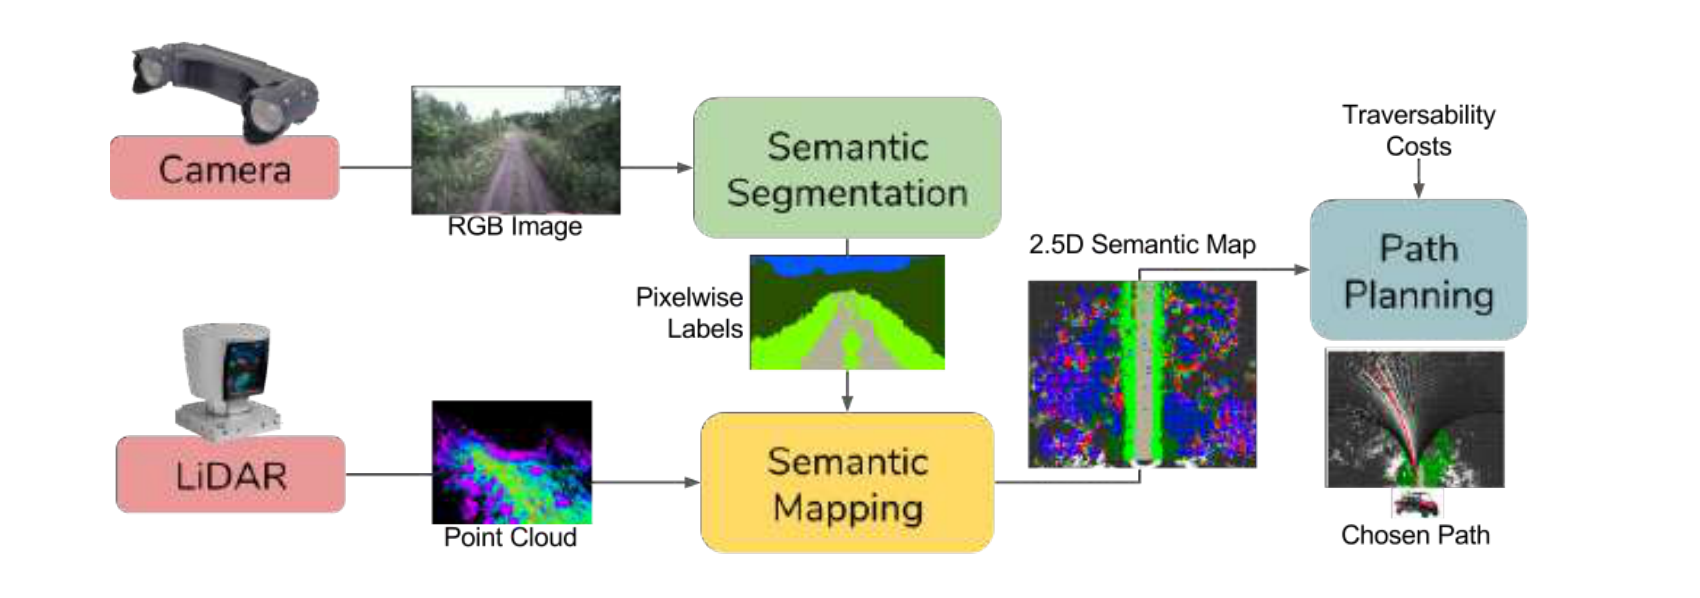 Camera
RGB Image
Semantic
Segmentation
Pixelwise
Labels
LiDAR
Point Cloud
Semantic
Mapping
2.5D Semantic Map
Traversability
Costs
Path
Planning
Chosen Path